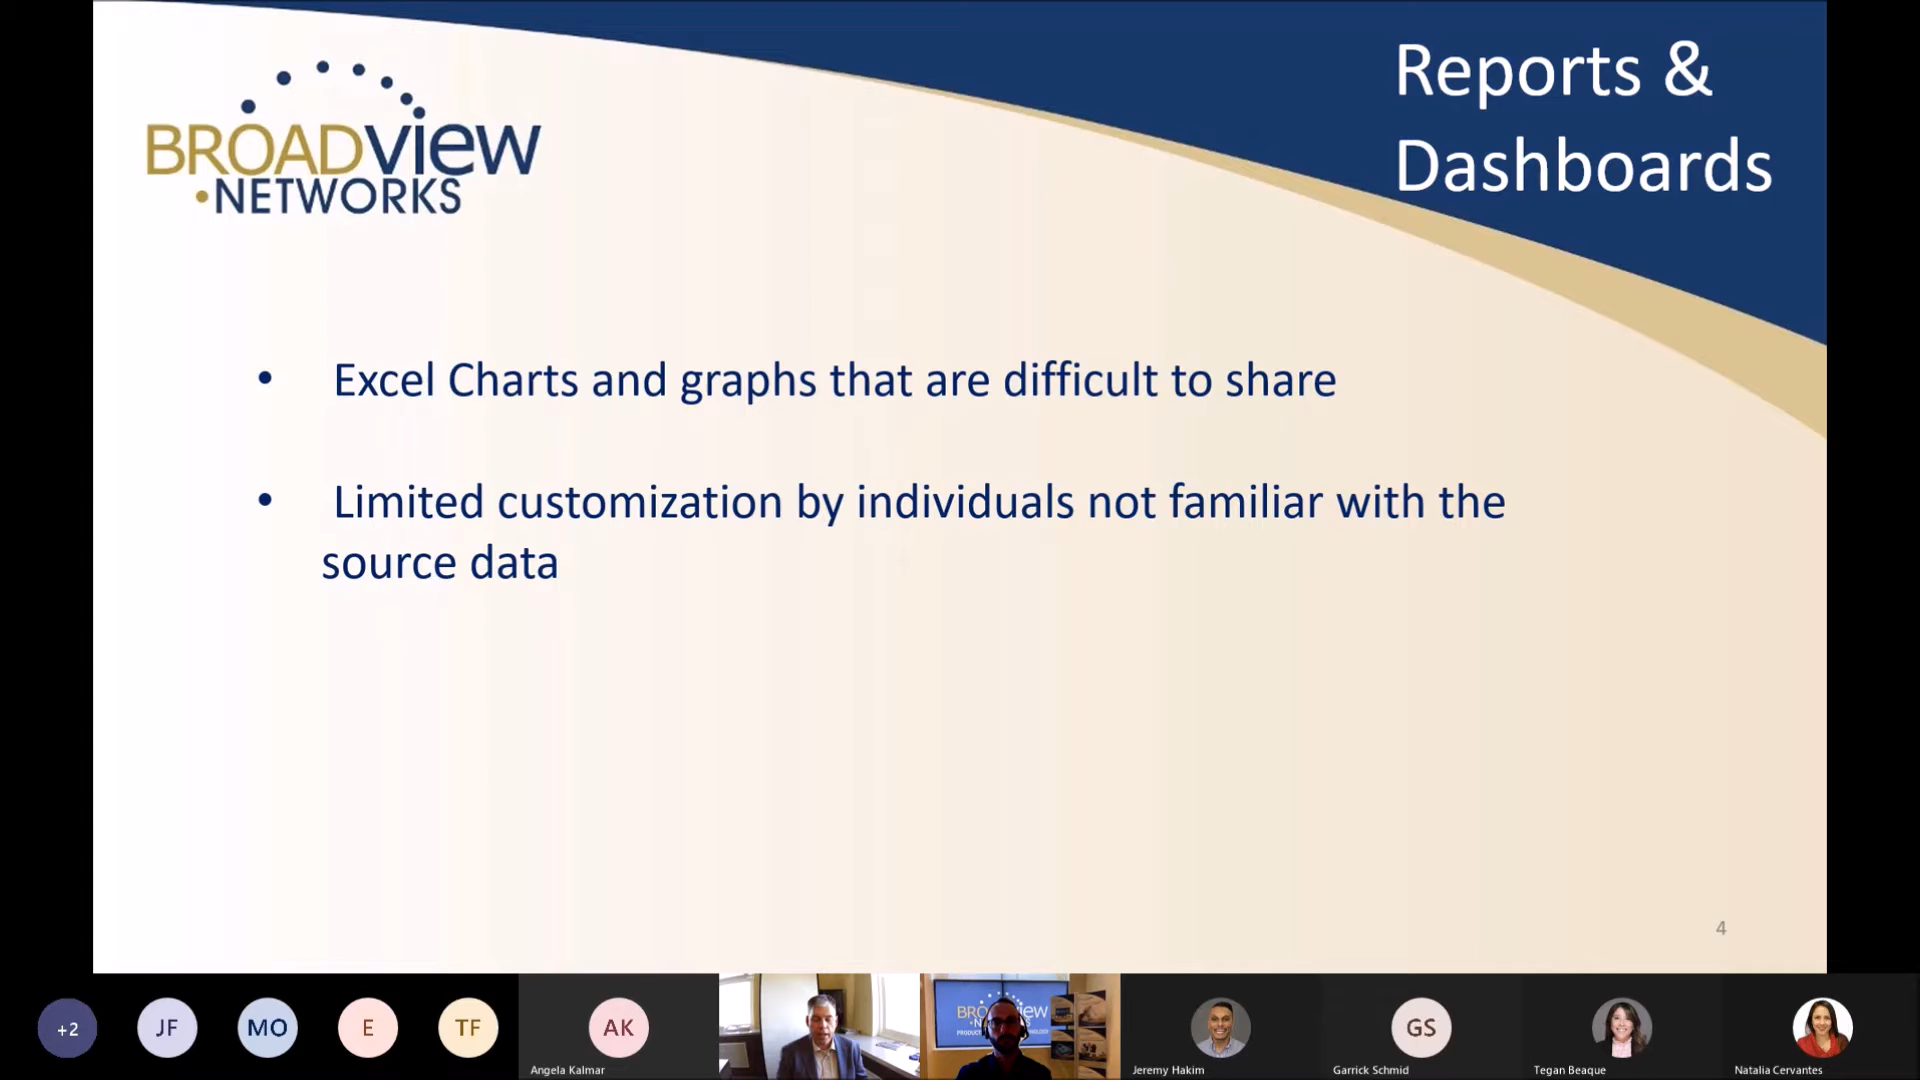 Reports &
Dashboards
BROADVIEW
NETWORKS
• Excel Charts and graphs that are difficult to share
• Limited customization by individuals not familiar with the
source data
4
+2
JF
MO
E
TF
AK
Angela Kalmar
Jeremy Hakim
GS
Garrick Schmid
Tegan Beaque
Natalia Cervantes